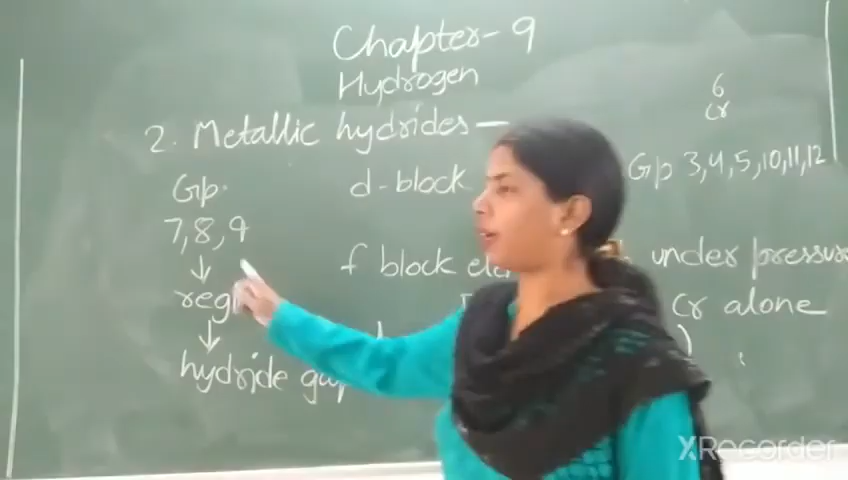 Chapter-9
Hydrogen
6
Cr
2. Metallic hydrides -
Gp. d-block Gp 3,4,5,10,11,12
7,8,9
↓ f block under pressure
Cr alone
↓
hydride
XRecorder